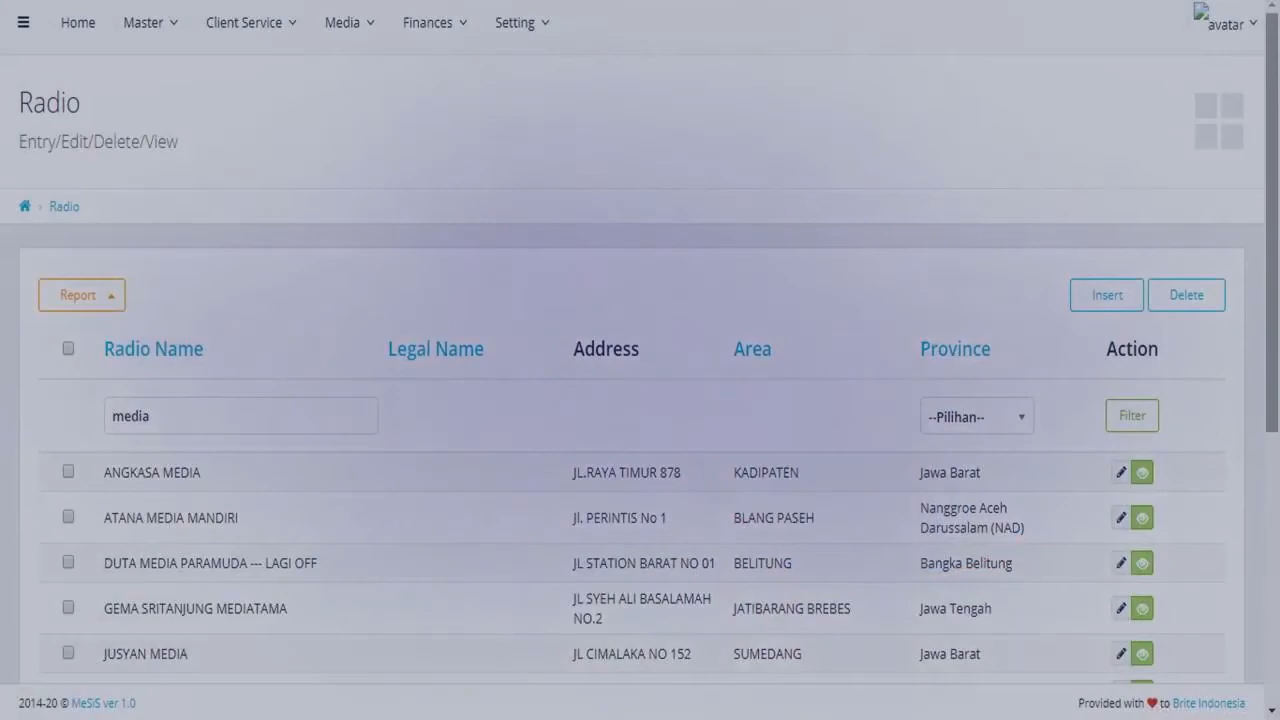 Home Master Client Service Media Finances Setting avatar
Radio
Entry/Edit/Delete/View
Radio
Report Insert Delete
Radio Name Legal Name Address Area Province Action
media --Pilihan-- Filter
ANGKASA MEDIA JL.RAYA TIMUR 878 KADIPATEN Jawa Barat
ATANA MEDIA MANDIRI Jl. PERINTIS No 1 BLANG PASEH Nanggroe Aceh
Darussalam (NAD)
DUTA MEDIA PARAMUDA --- LAGI OFF JL STATION BARAT NO 01 BELITUNG Bangka Belitung
GEMA SRITANJUNG MEDIATAMA JL SYEH ALI BASALAMAH
NO.2 JATIBARANG BREBES Jawa Tengah
JUSYAN MEDIA JL CIMALAKA NO 152 SUMEDANG Jawa Barat
2014-20 © MeSiS ver 1.0 Provided with ❤ to Brite Indonesia